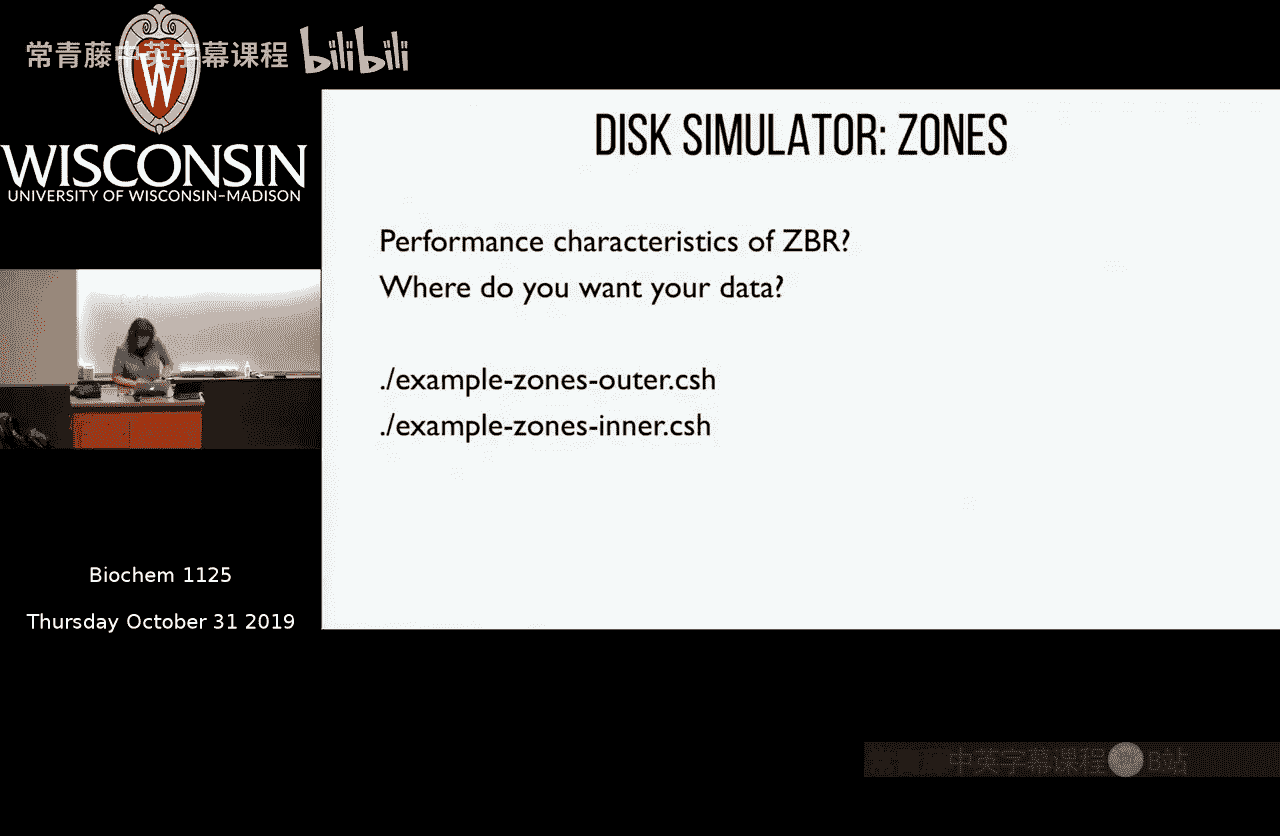 常青藤中英字幕课程 bilibili
W
WISCONSIN
UNIVERSITY OF WISCONSIN-MADISON
DISK SIMULATOR: ZONES
Performance characteristics of ZBR?
Where do you want your data?
./example-zones-outer.csh
./example-zones-inner.csh
Biochem 1125
Thursday October 31 2019
中英字幕课程 B站